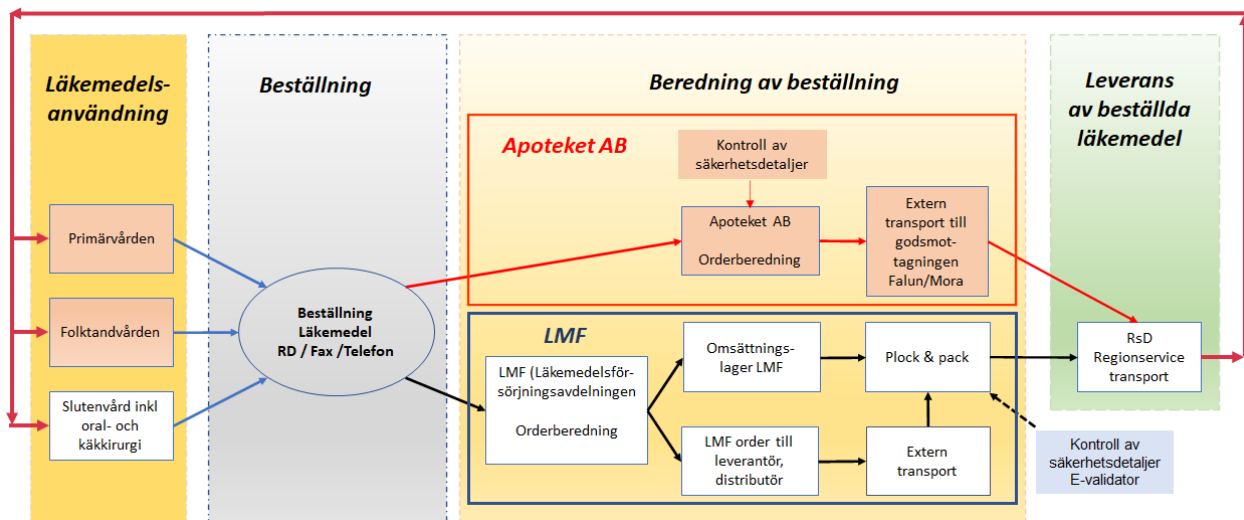 Läkemedels-
användning
Primärvården
Folktandvården
Slutenvård inkl
oral- och
käkkirurgi
Beställning
Beställning
Läkemedel
RD / Fax /Telefon
Beredning av beställning
Apoteket AB
Kontroll av
säkerhetsdetaljer
Apoteket AB
Orderberedning
Extern
transport till
godsmot-
tagningen
Falun/Mora
LMF
LMF (Läkemedelsför-
sörjningsavdelningen
Orderberedning
Omsättnings-
lager LMF
LMF order till
leverantör,
distributör
Plock & pack
Extern
transport
Leverans
av beställda
läkemedel
RsD
Regionservice
transport
Kontroll av
säkerhetsdetaljer
E-validator